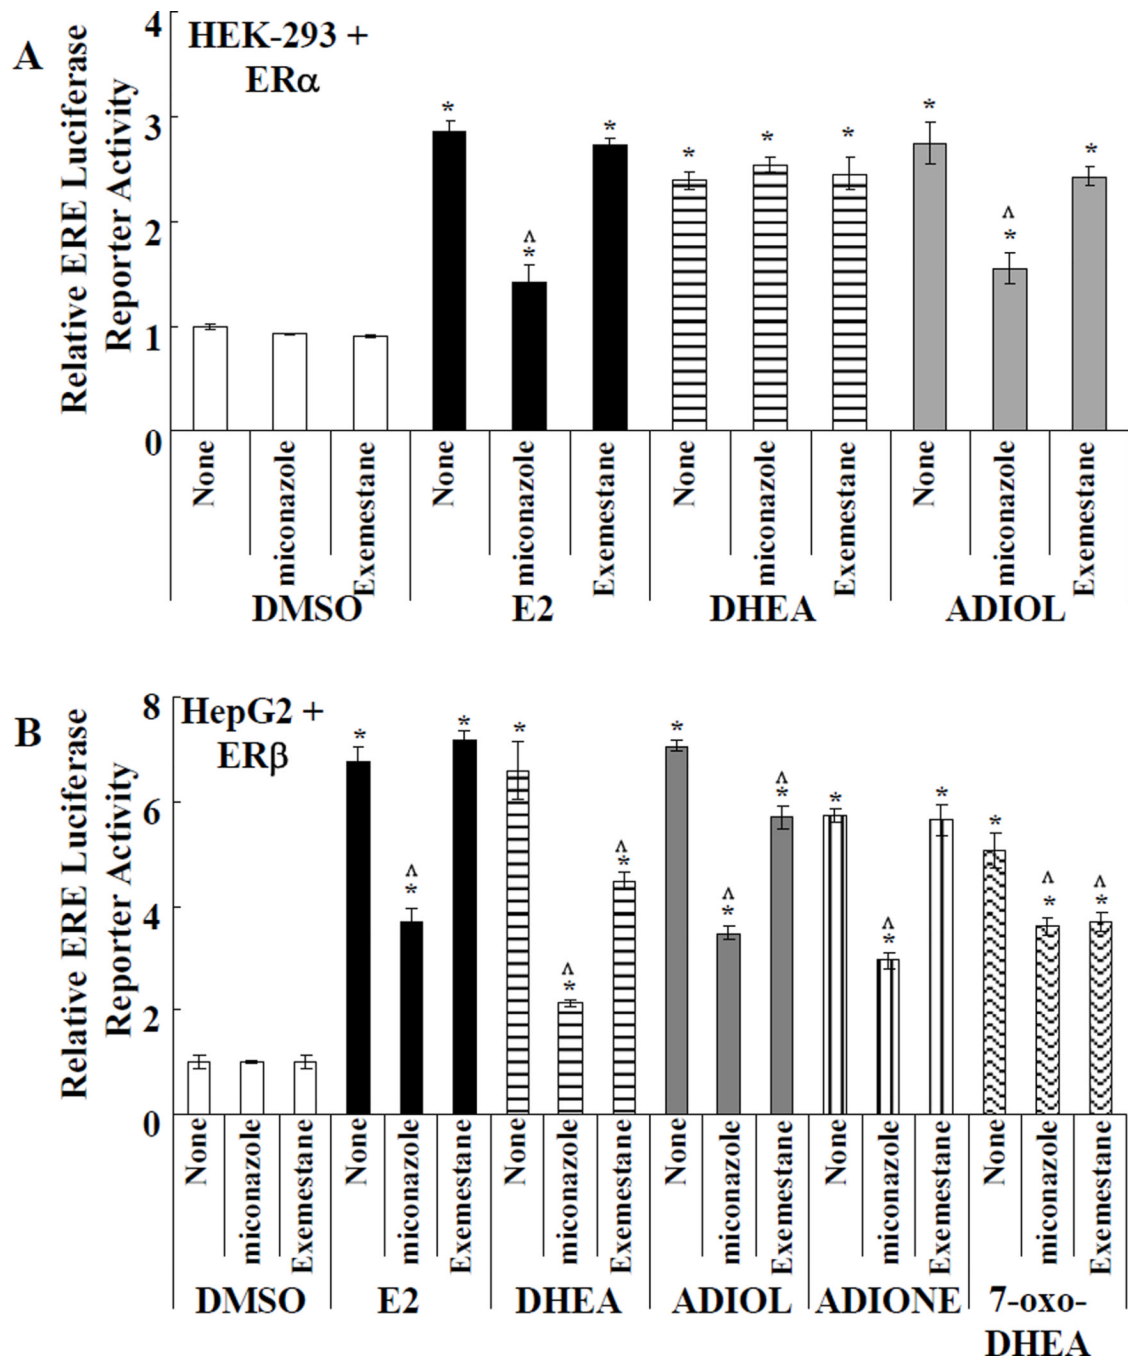 A
HEK-293 +
ERα
Relative ERE Luciferase
Reporter Activity
4
3
2
1
0
* ^ * * * * * * ^ * *
None miconazole Exemestane None miconazole Exemestane None miconazole Exemestane None miconazole Exemestane
DMSO E2 DHEA ADIOL
B
HepG2 +
ERβ
Relative ERE Luciferase
Reporter Activity
8
6
4
2
0
* ^ * * * ^ * ^ * * ^ * ^ * * ^ * * * ^ * ^ *
None miconazole Exemestane None miconazole Exemestane None miconazole Exemestane None miconazole Exemestane None miconazole Exemestane None miconazole Exemestane
DMSO E2 DHEA ADIOL ADIONE 7-oxo-
DHEA